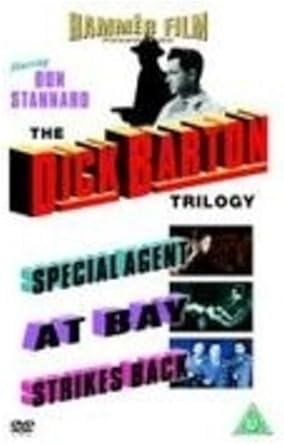 HAMMER FILM
Starring
DON
STANNARD
THE
DICK BARTON
TRILOGY
SPECIAL AGENT
AT BAY
STRIKES BACK
DVD
U